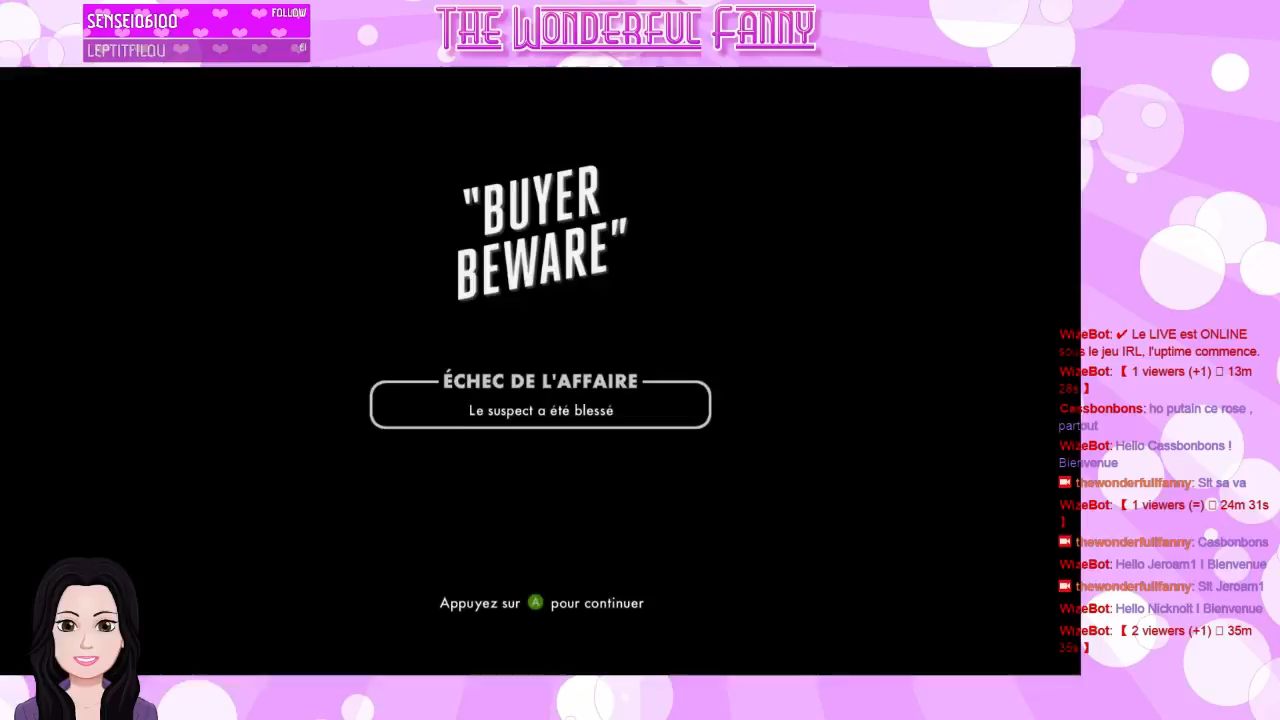 SENSEI06100 FOLLOW
LEPTITFILOU
The Wonderful Fanny
"BUYER
BEWARE"
ÉCHEC DE L'AFFAIRE
Le suspect a été blessé
Appuyez sur A pour continuer
WizeBot: ✔ Le LIVE est ONLINE
sous le jeu IRL, l'uptime commence.
WizeBot: 【 1 viewers (+1) 13m
28s 】
Cassbonbons: ho putain ce rose ,
partout
WizeBot: Hello Cassbonbons !
Bienvenue
thewonderfullfanny: Slt sa va
WizeBot: 【 1 viewers (=) 24m 31s
】
thewonderfullfanny: Casbonbons
WizeBot: Hello Jeroam1 ! Bienvenue
thewonderfullfanny: Slt Jeroam1
WizeBot: Hello Nicknolt ! Bienvenue
WizeBot: 【 2 viewers (+1) 35m
36s 】